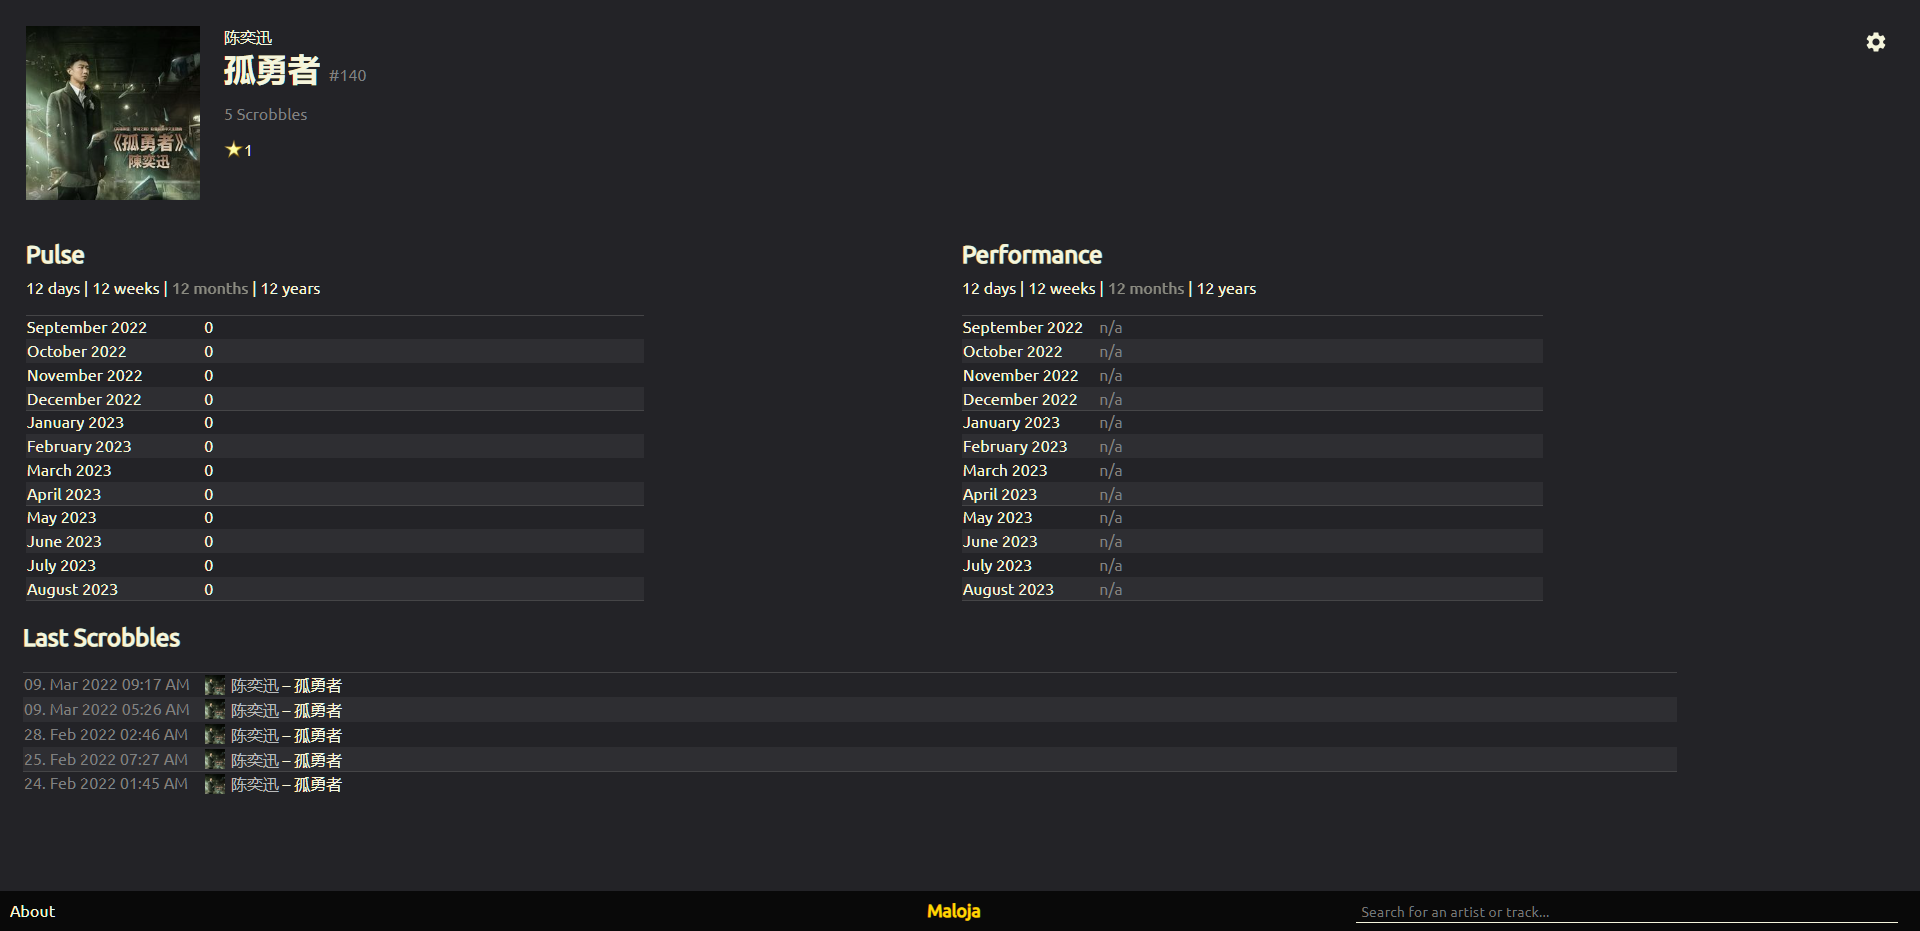 陈奕迅
孤勇者 #140
5 Scrobbles
1
《孤勇者》
陳奕迅
Pulse
12 days | 12 weeks | 12 months | 12 years
September 2022 0
October 2022 0
November 2022 0
December 2022 0
January 2023 0
February 2023 0
March 2023 0
April 2023 0
May 2023 0
June 2023 0
July 2023 0
August 2023 0
Performance
12 days | 12 weeks | 12 months | 12 years
September 2022 n/a
October 2022 n/a
November 2022 n/a
December 2022 n/a
January 2023 n/a
February 2023 n/a
March 2023 n/a
April 2023 n/a
May 2023 n/a
June 2023 n/a
July 2023 n/a
August 2023 n/a
Last Scrobbles
09. Mar 2022 09:17 AM 陈奕迅 – 孤勇者
09. Mar 2022 05:26 AM 陈奕迅 – 孤勇者
28. Feb 2022 02:46 AM 陈奕迅 – 孤勇者
25. Feb 2022 07:27 AM 陈奕迅 – 孤勇者
24. Feb 2022 01:45 AM 陈奕迅 – 孤勇者
About
Maloja
Search for an artist or track...